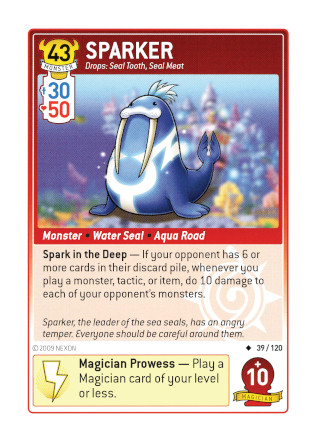 43
MONSTER
SPARKER
Drops: Seal Tooth, Seal Meat
30
50
Monster • Water Seal • Aqua Road
Spark in the Deep — If your opponent has 6 or
more cards in their discard pile, whenever you
play a monster, tactic, or item, do 10 damage to
each of your opponent's monsters.
Sparker, the leader of the sea seals, has an angry
temper. Everyone should be careful around them.
© 2009 NEXON
◆ 39 / 120
Magician Prowess — Play a
Magician card of your level
or less.
+
10
MAGICIAN